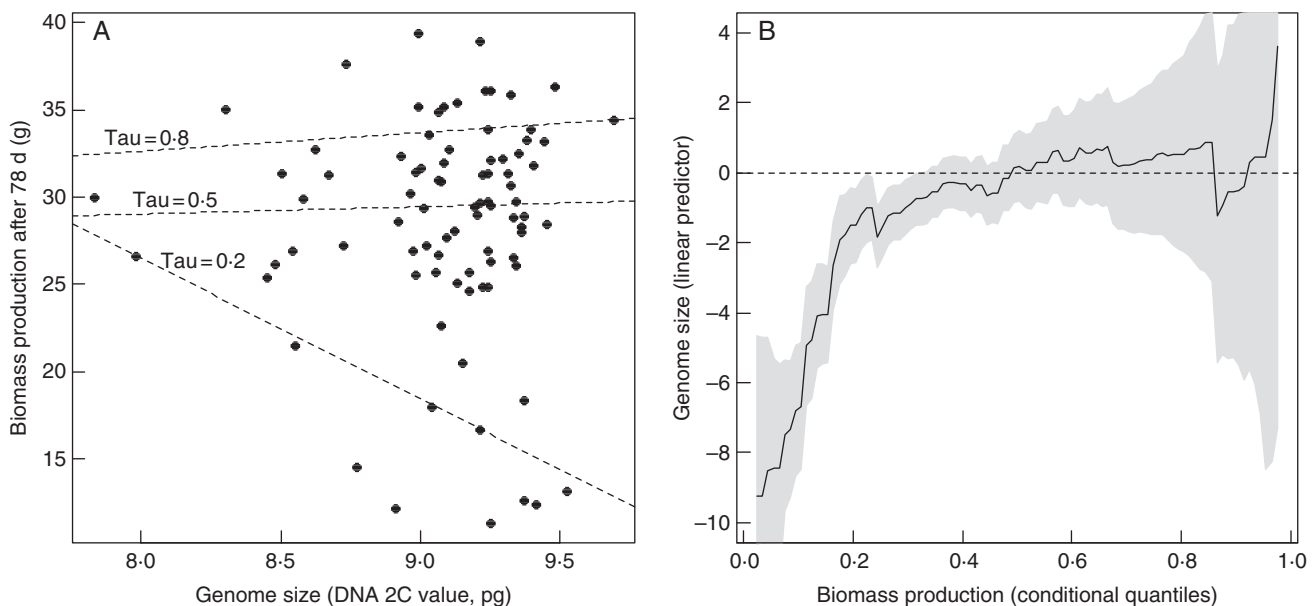 A
40
35
30
25
20
15
Tau=0·8
Tau=0·5
Tau=0·2
8·0
8·5
9·0
9·5
Biomass production after 78 d (g)
Genome size (DNA 2C value, pg)
B
4
2
0
−2
−4
−6
−8
−10
0·0
0·2
0·4
0·6
0·8
1·0
Genome size (linear predictor)
Biomass production (conditional quantiles)